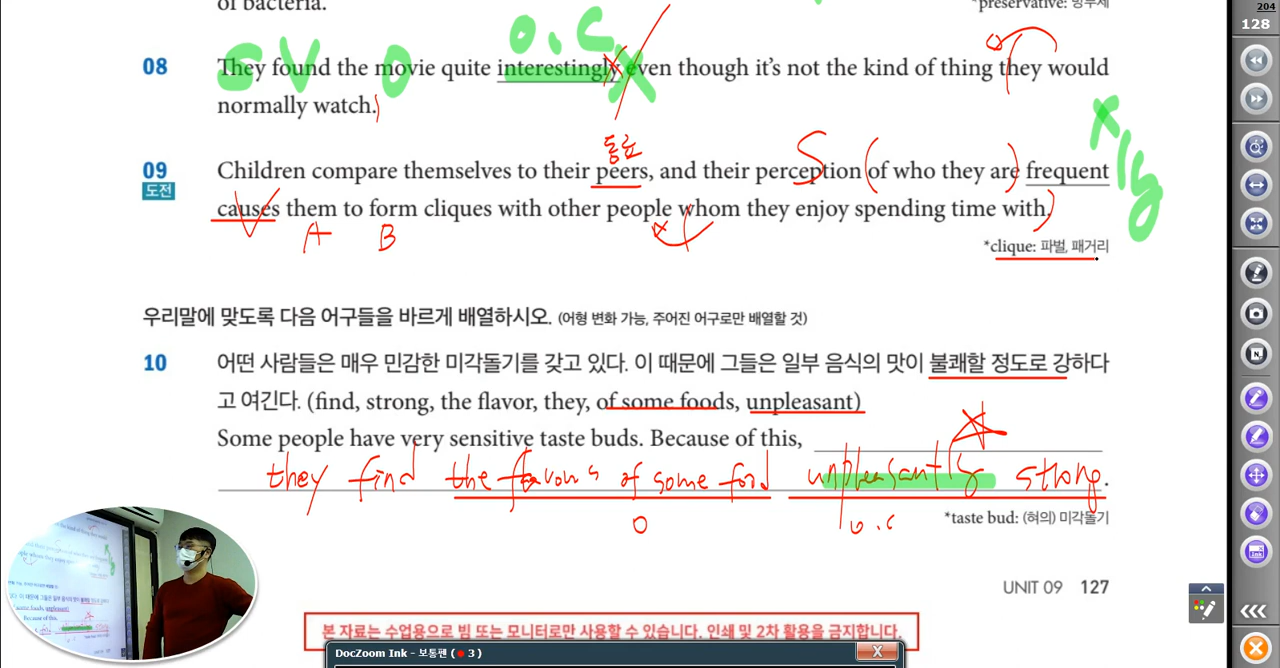 of bacteria.
*preservative: 방부제
204
128
S V O O.C X
08 They found the movie quite interestingly even though it's not the kind of thing they would
normally watch.
동료 S X ly
09 Children compare themselves to their peers, and their perception of who they are frequent
도전 causes them to form cliques with other people whom they enjoy spending time with.
V A B
*clique: 파벌, 패거리
우리말에 맞도록 다음 어구들을 바르게 배열하시오. (어형 변화 가능, 주어진 어구로만 배열할 것)
10 어떤 사람들은 매우 민감한 미각돌기를 갖고 있다. 이 때문에 그들은 일부 음식의 맛이 불쾌할 정도로 강하다
고 여긴다. (find, strong, the flavor, they, of some foods, unpleasant)
Some people have very sensitive taste buds. Because of this,
they find the of some food unpleasantly strong.
O O.C
*taste bud: (혀의) 미각돌기
UNIT 09 127
본 자료는 수업용으로 빔 또는 모니터로만 사용할 수 있습니다. 인쇄 및 2차 활용을 금지합니다.
DocZoom Ink - 보통펜 ( 3 )